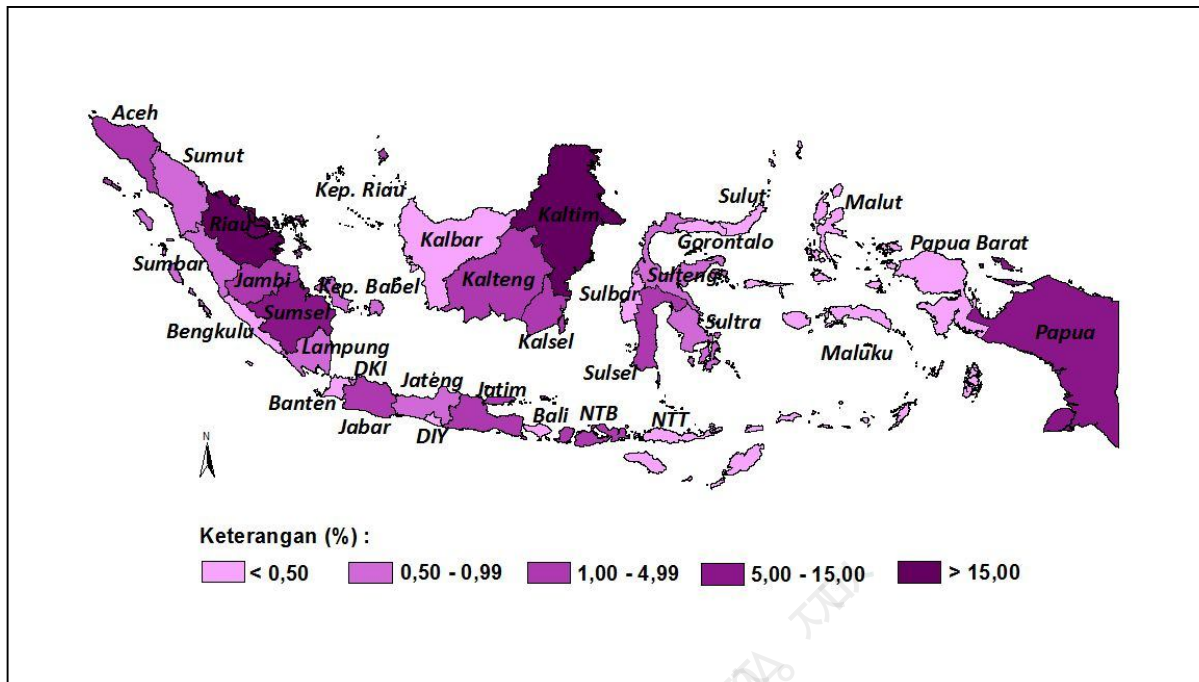 Aceh
Sumut
Kep. Riau
Riau
Sumbar
Jambi
Kep. Babel
Sumsel
Bengkulu
Lampung
DKI
Banten
Jabar
Jateng
DIY
Jatim
Bali
NTB
NTT
Kalbar
Kalteng
Kaltim
Kalsel
Sulut
Gorontalo
Sulteng
Sulbar
Sultra
Sulsel
Malut
Maluku
Papua Barat
Papua
N
Keterangan (%) :
< 0,50
0,50 - 0,99
1,00 - 4,99
5,00 - 15,00
> 15,00